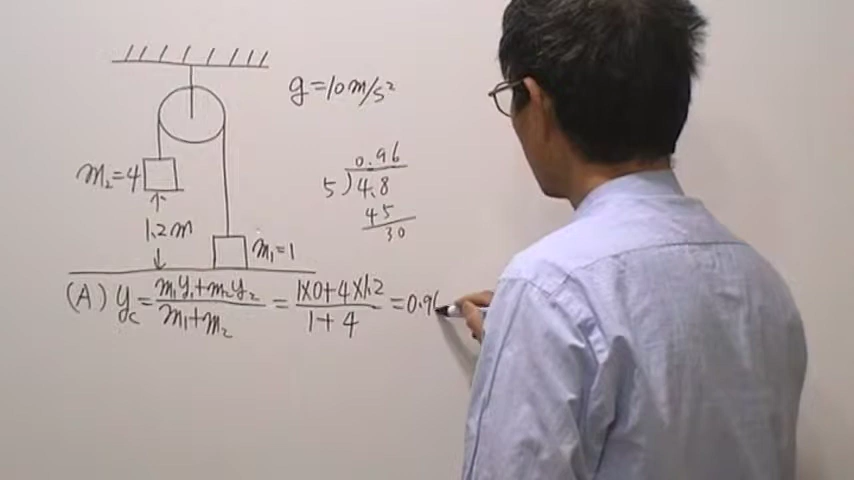 g=10m/s²
0.96
5)4.8
45
30
m₂=4
1.2m
m₁=1
(A) y_c = (m₁y₁+m₂y₂)/(m₁+m₂) = (1×0+4×1.2)/(1+4) = 0.96